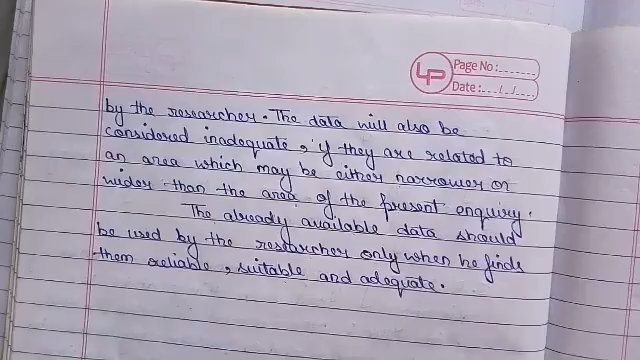 LP
Page No :
Date :
by the researcher. The data will also be
considered inadequate, if they are related to
an area which may be either narrower or
wider than the area of the present enquiry.
The already available data should
be used by the researcher only when he finds
them reliable, suitable and adequate.